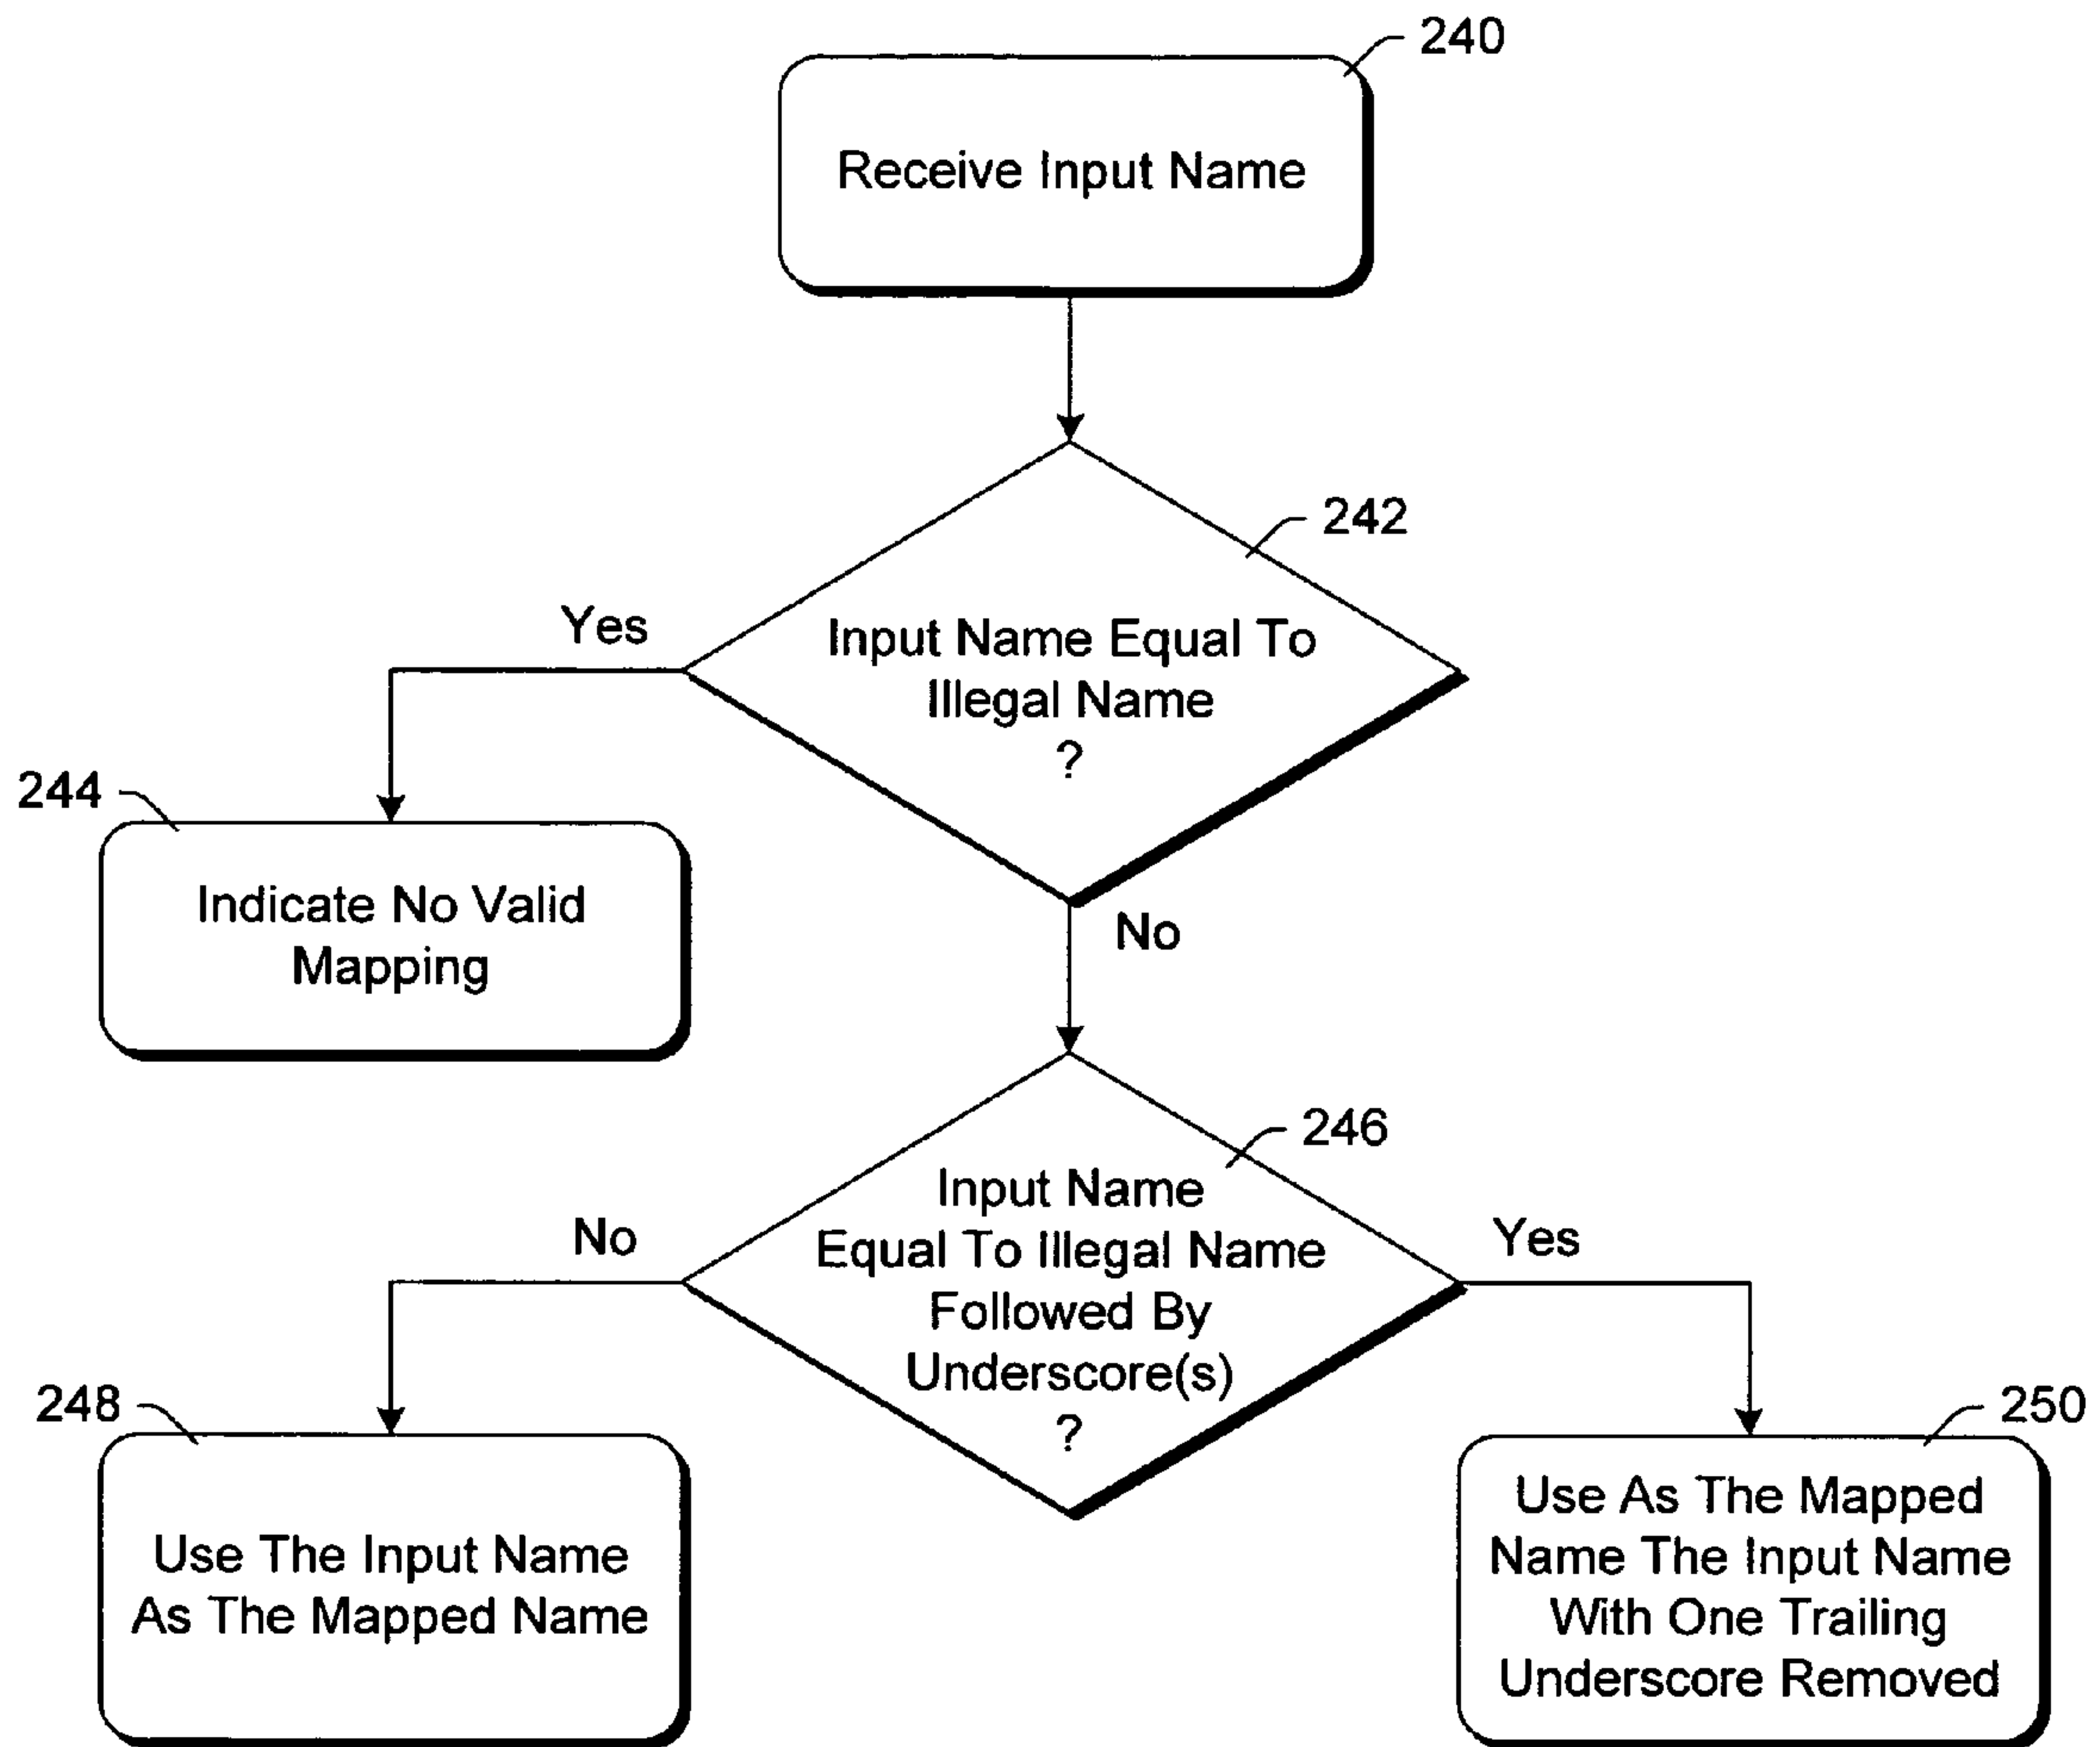 240
Receive Input Name
242
Yes
Input Name Equal To
Illegal Name
?
244
Indicate No Valid
Mapping
No
246
Input Name
Equal To Illegal Name
Followed By
Underscore(s)
?
No
Yes
248
Use The Input Name
As The Mapped Name
250
Use As The Mapped
Name The Input Name
With One Trailing
Underscore Removed